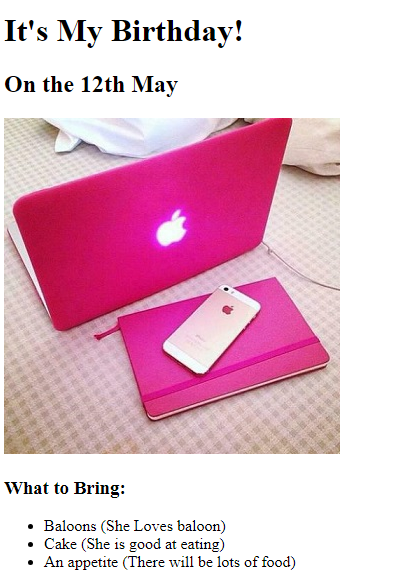 It's My Birthday!
On the 12th May
What to Bring:
Baloons (She Loves baloon)
Cake (She is good at eating)
An appetite (There will be lots of food)